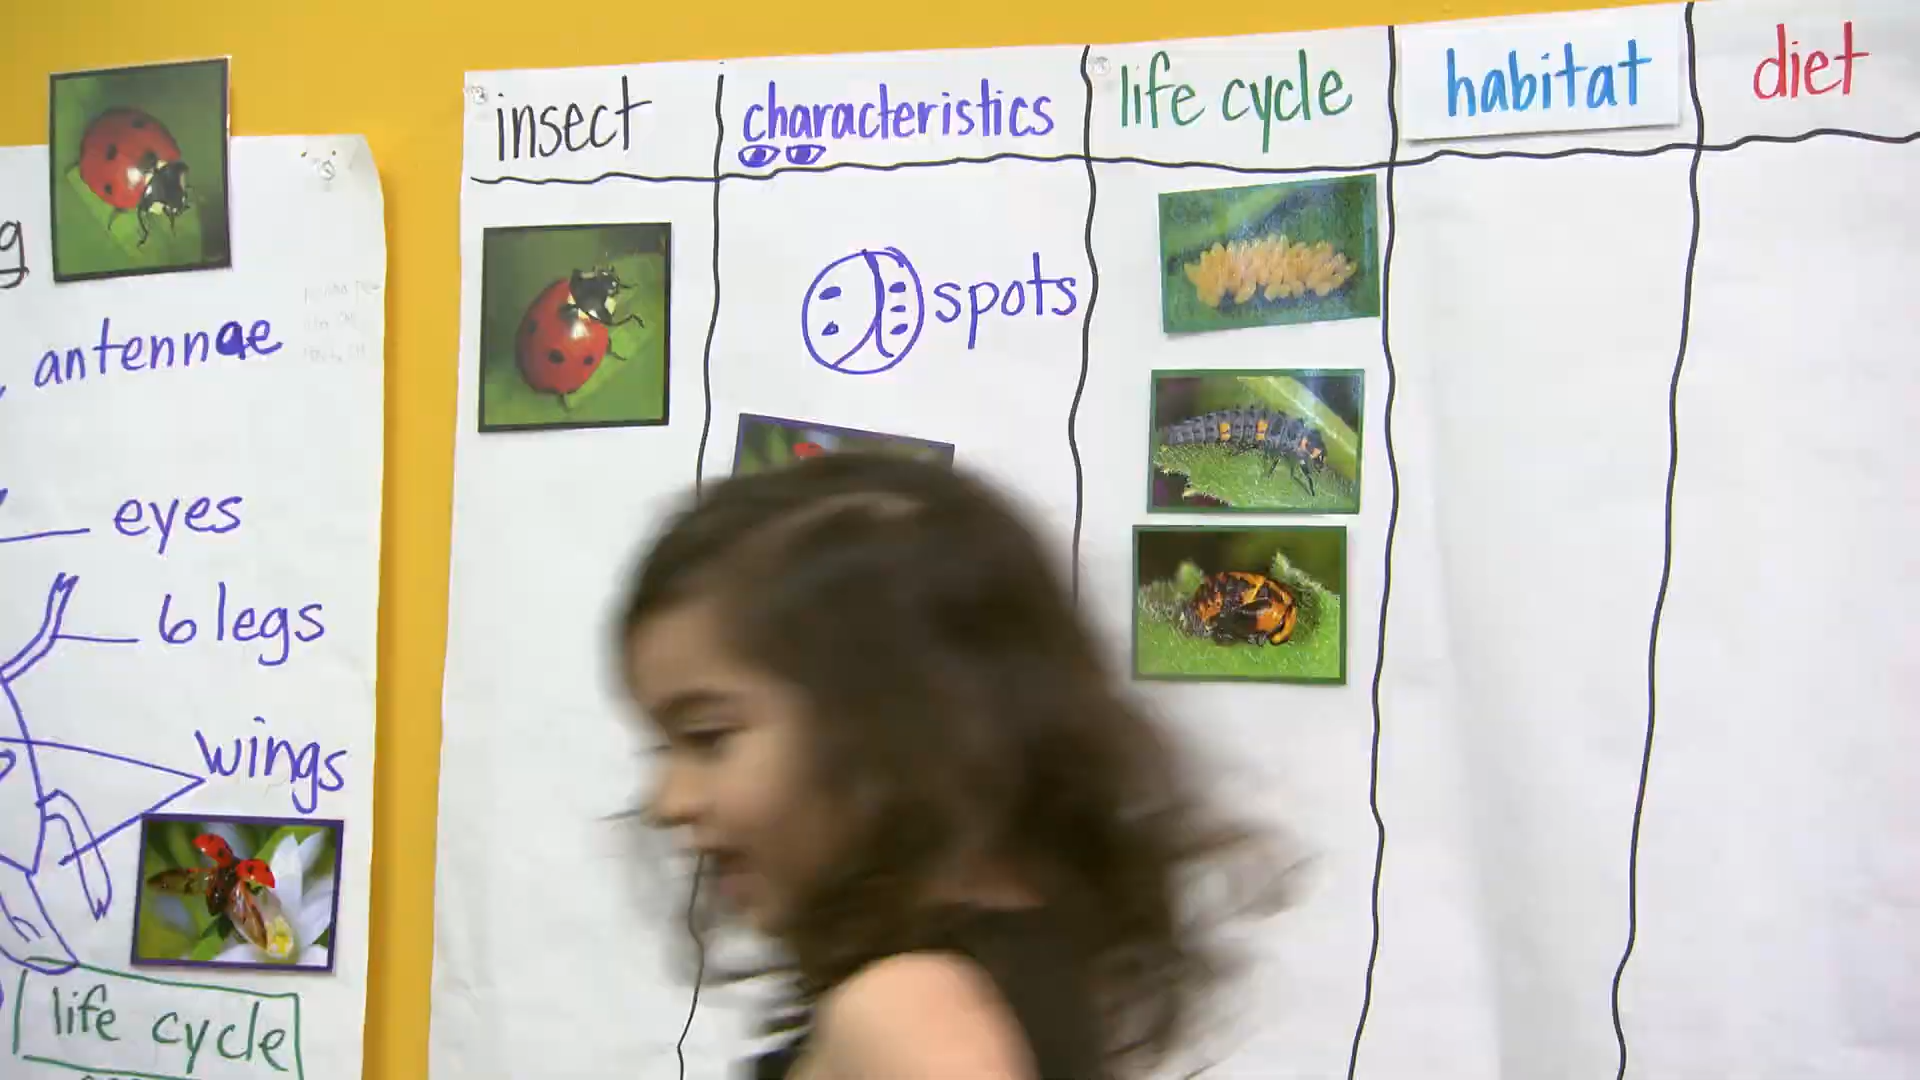 insect
characteristics
life cycle
habitat
diet
spots
g
antennae
eyes
6 legs
wings
life cycle